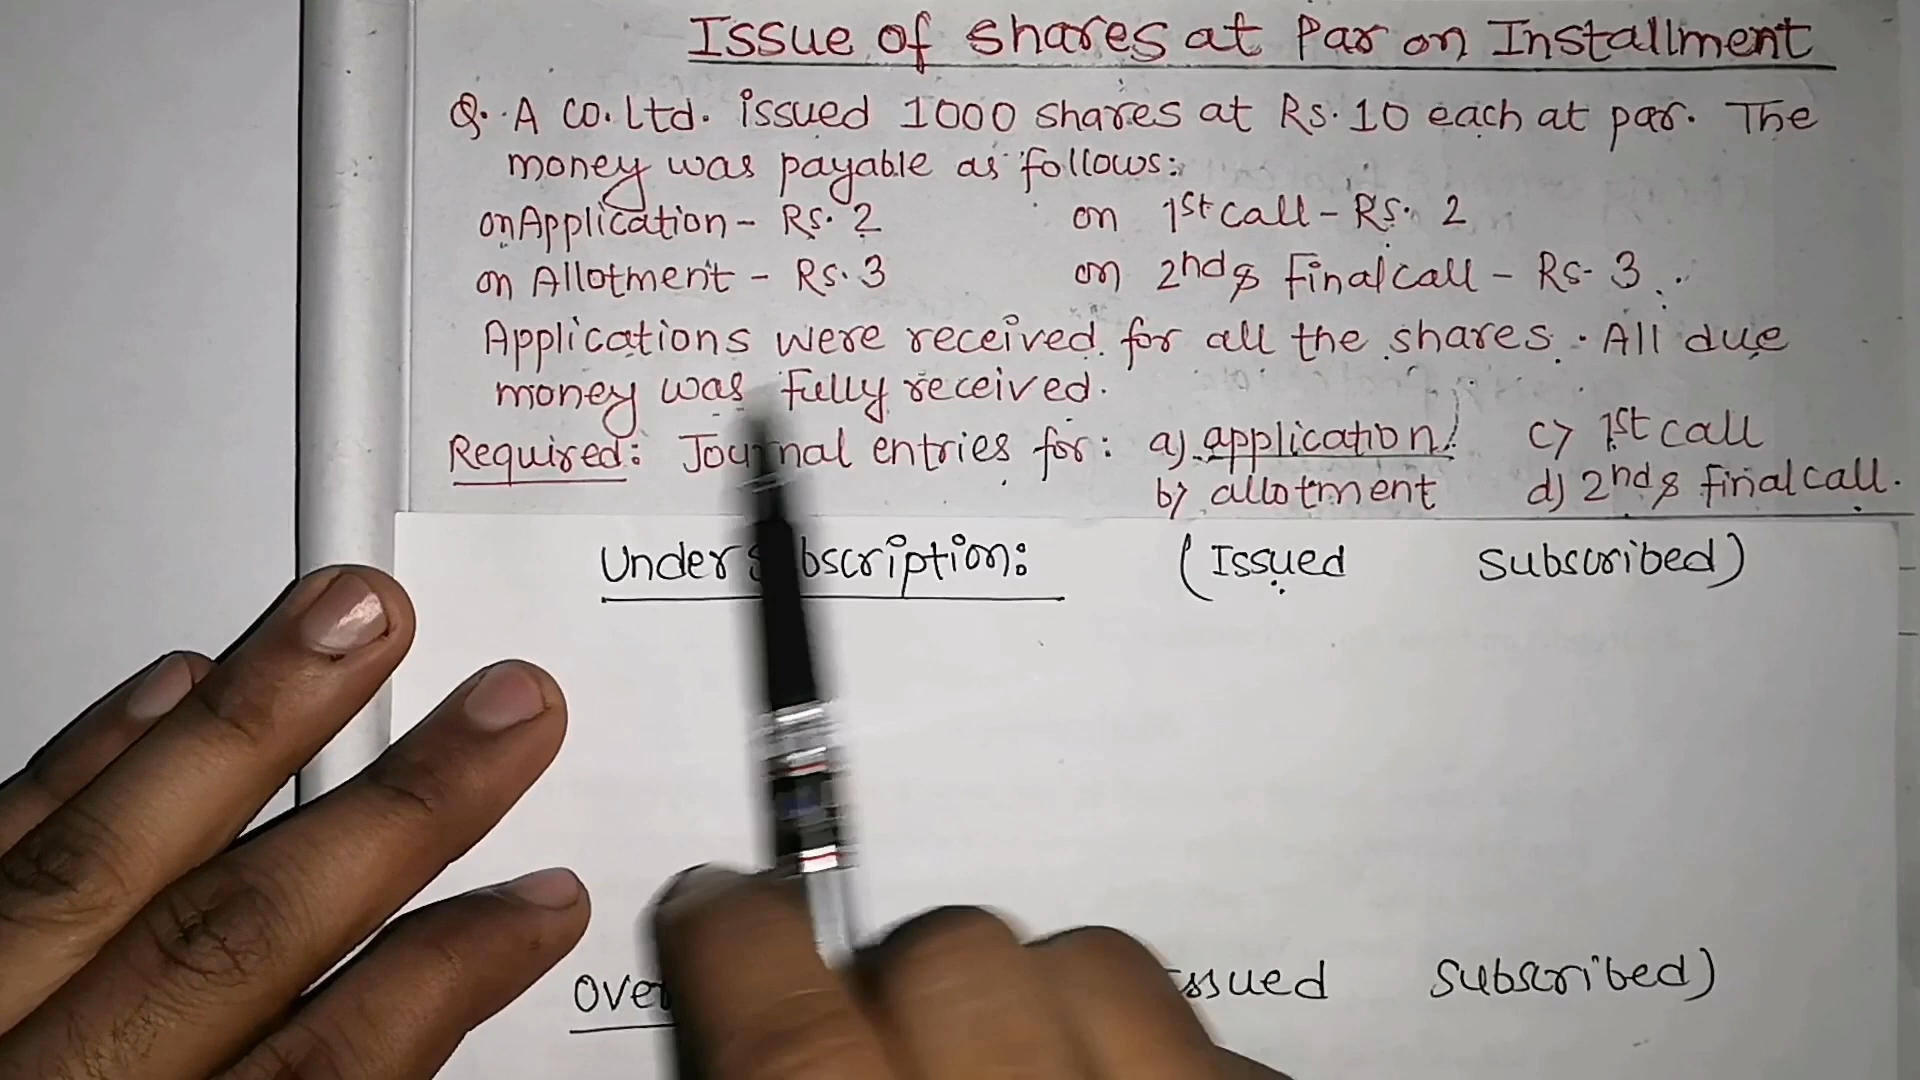 Issue of shares at Par on Installment
Q. A Co. Ltd. issued 1000 shares at Rs. 10 each at par. The
money was payable as follows:
on Application - Rs. 2 on 1st call - Rs. 2
on Allotment - Rs. 3 on 2nd & Final call - Rs. 3
Applications were received for all the shares. All due
money was fully received.
Required: Journal entries for: a) application c) 1st call
b) allotment d) 2nd & final call.
(Issued Subscribed)
Subscribed)